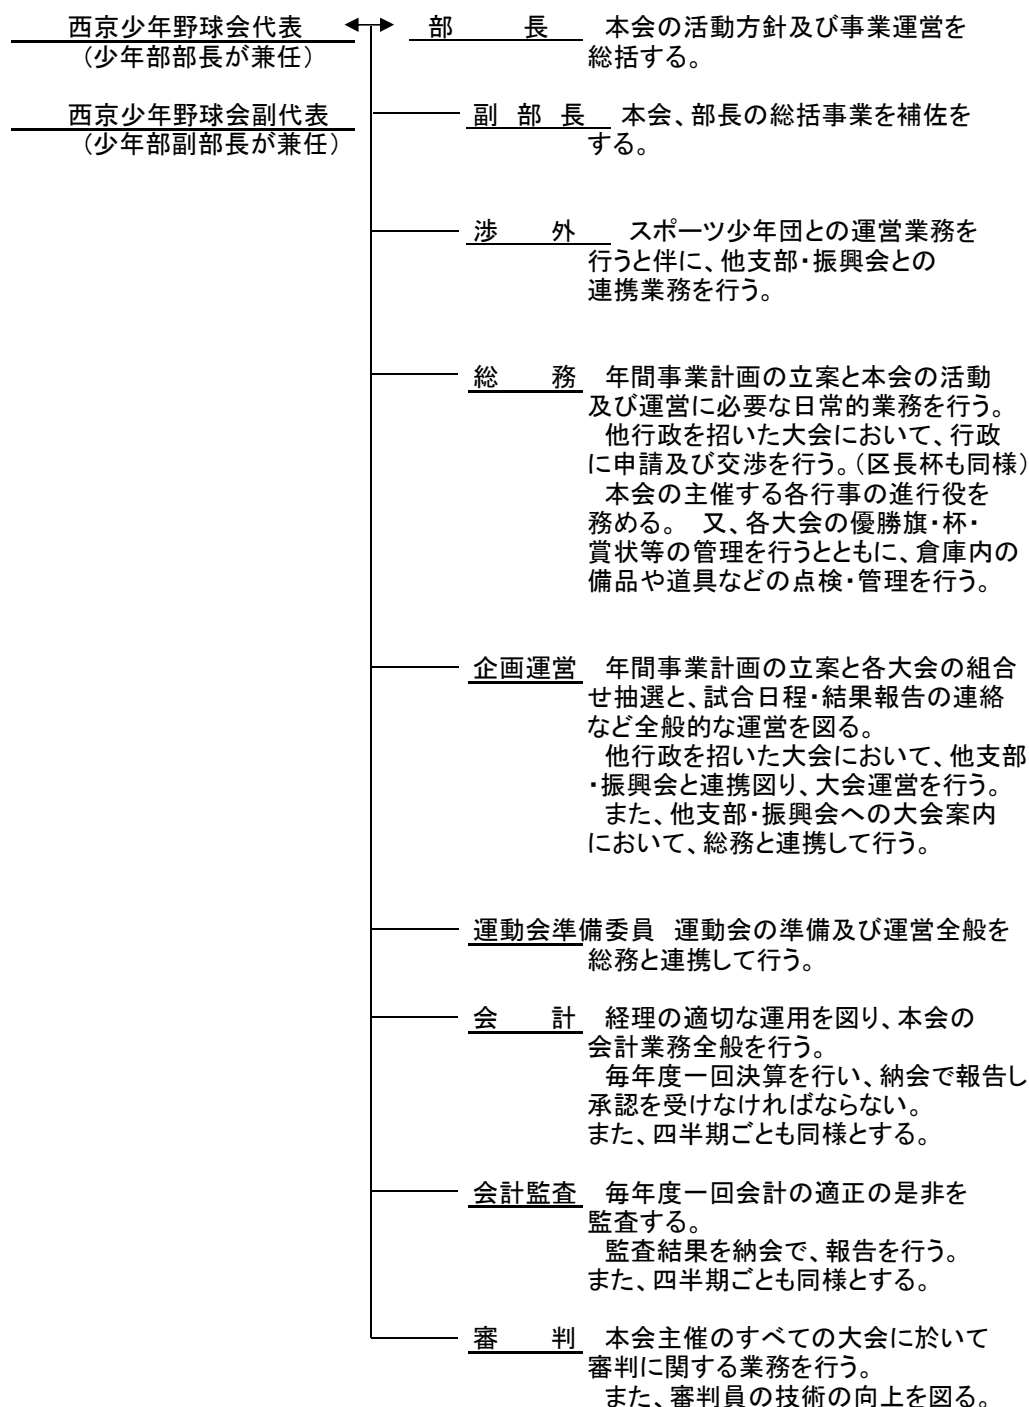 西京少年野球会代表 部 長 本会の活動方針及び事業運営を
(少年部部長が兼任) 総括する。
西京少年野球会副代表 副 部 長 本会、部長の総括事業を補佐を
(少年部副部長が兼任) する。
渉 外 スポーツ少年団との運営業務を
行うと伴に、他支部・振興会との
連携業務を行う。
総 務 年間事業計画の立案と本会の活動
及び運営に必要な日常的業務を行う。
他行政を招いた大会において、行政
に申請及び交渉を行う。(区長杯も同様)
本会の主催する各行事の進行役を
務める。 又、各大会の優勝旗・杯・
賞状等の管理を行うとともに、倉庫内の
備品や道具などの点検・管理を行う。
企画運営 年間事業計画の立案と各大会の組合
せ抽選と、試合日程・結果報告の連絡
など全般的な運営を図る。
他行政を招いた大会において、他支部
・振興会と連携図り、大会運営を行う。
また、他支部・振興会への大会案内
において、総務と連携して行う。
運動会準備委員 運動会の準備及び運営全般を
総務と連携して行う。
会 計 経理の適切な運用を図り、本会の
会計業務全般を行う。
毎年度一回決算を行い、納会で報告し
承認を受けなければならない。
また、四半期ごとも同様とする。
会計監査 毎年度一回会計の適正の是非を
監査する。
監査結果を納会で、報告を行う。
また、四半期ごとも同様とする。
審 判 本会主催のすべての大会に於いて
審判に関する業務を行う。
また、審判員の技術の向上を図る。